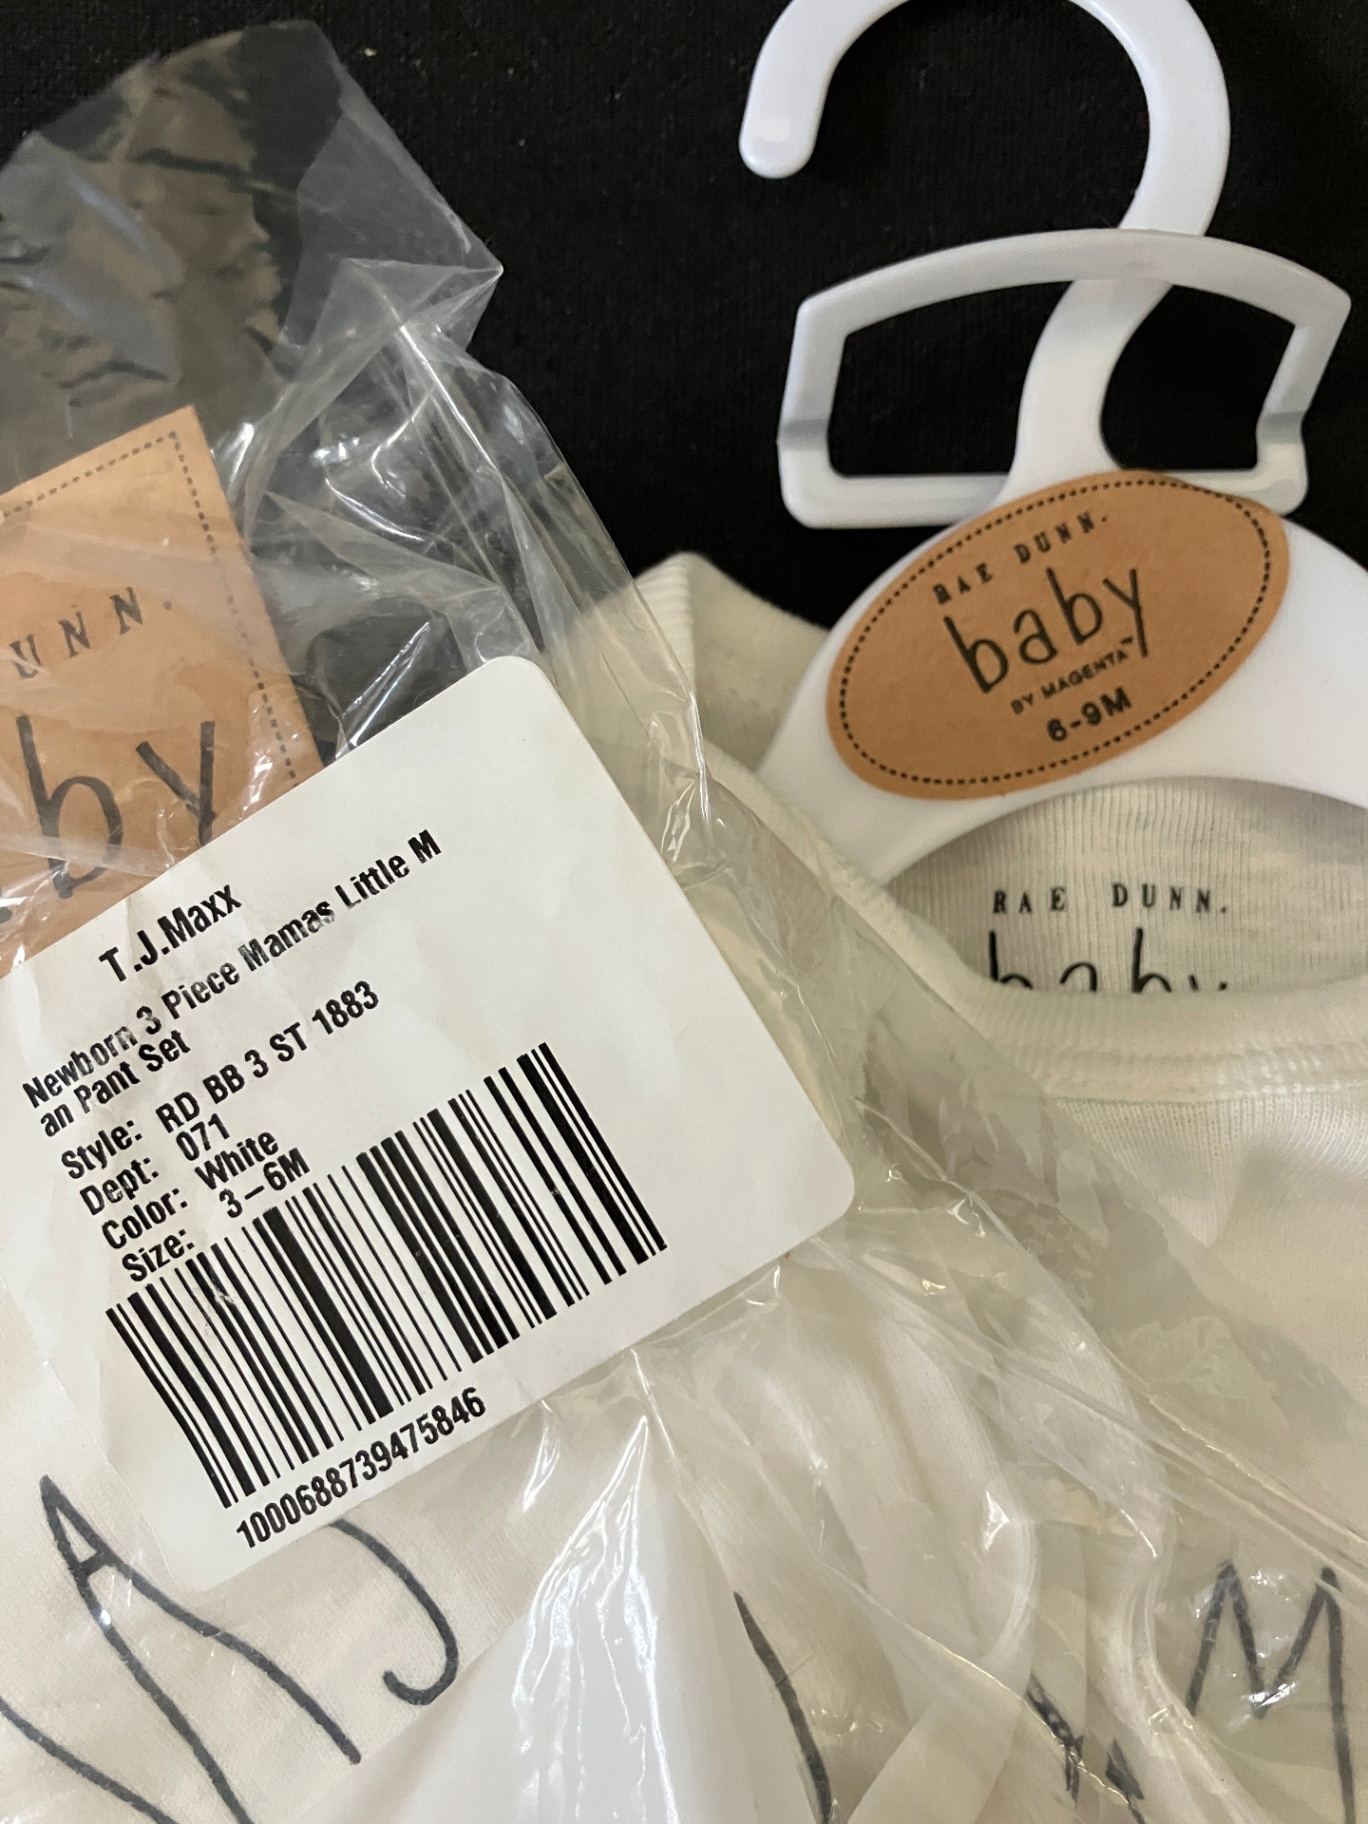 UNN.
by
T.J.Maxx
Newborn 3 Piece Mamas Little M
an Pant Set
Style: RD BB 3 ST 1883
Dept: 071
Color: White
Size: 3-6M
1000688739475846
RAE DUNN.
baby
BY MAGENTA™
6-9M
RAE DUNN.
baby
M